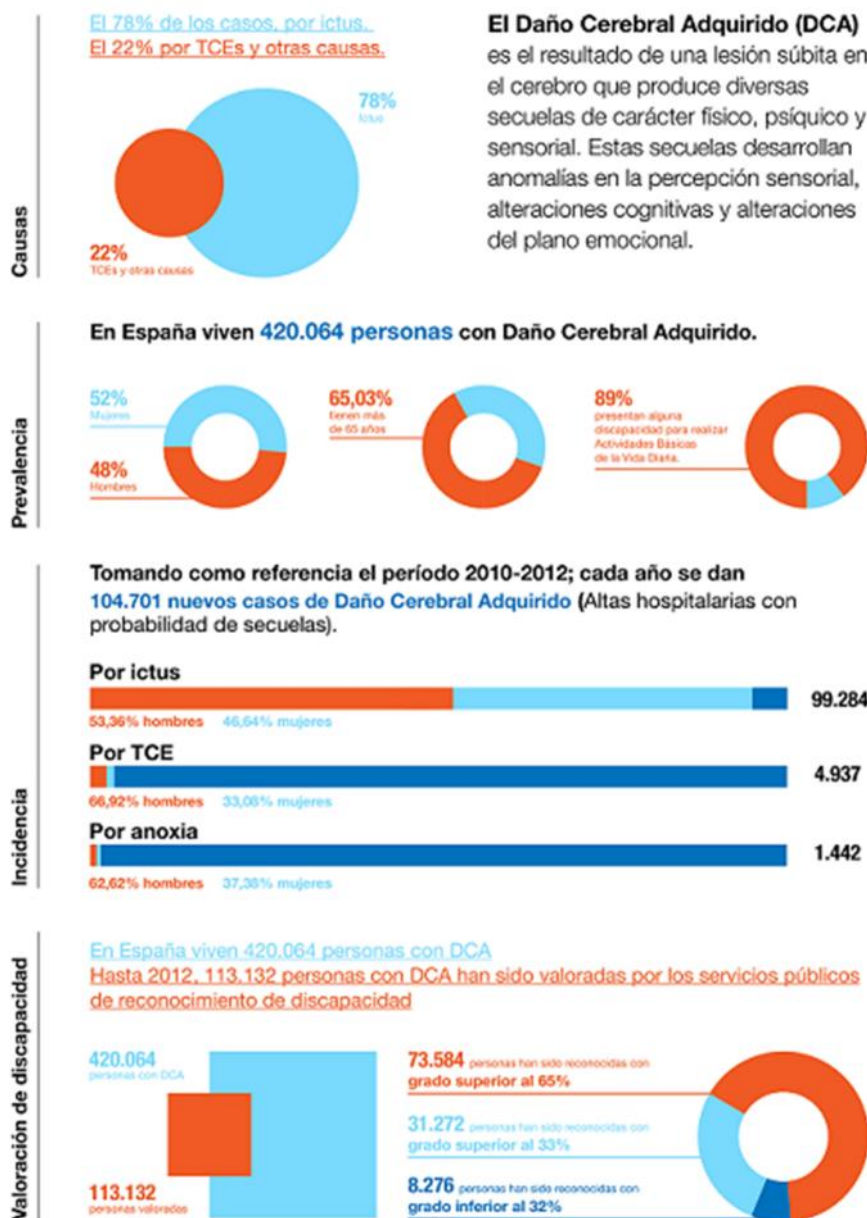 El 78% de los casos, por ictus.
El 22% por TCEs y otras causas.
78%
Ictus
22%
TCEs y otras causas
El Daño Cerebral Adquirido (DCA)
es el resultado de una lesión súbita en
el cerebro que produce diversas
secuelas de carácter físico, psíquico y
sensorial. Estas secuelas desarrollan
anomalías en la percepción sensorial,
alteraciones cognitivas y alteraciones
del plano emocional.
Causas
En España viven 420.064 personas con Daño Cerebral Adquirido.
52%
Mujeres
48%
Hombres
65,03%
tienen más
de 65 años
89%
presentan alguna
discapacidad para realizar
Actividades Básicas
de la Vida Diaria.
Prevalencia
Tomando como referencia el período 2010-2012; cada año se dan
104.701 nuevos casos de Daño Cerebral Adquirido (Altas hospitalarias con
probabilidad de secuelas).
Por ictus
99.284
53,36% hombres 46,64% mujeres
Por TCE
4.937
66,92% hombres 33,08% mujeres
Por anoxia
1.442
62,62% hombres 37,38% mujeres
Incidencia
En España viven 420.064 personas con DCA
Hasta 2012, 113.132 personas con DCA han sido valoradas por los servicios públicos
de reconocimiento de discapacidad
420.064
personas con DCA
113.132
personas valoradas
73.584 personas han sido reconocidas con
grado superior al 65%
31.272 personas han sido reconocidas con
grado superior al 33%
8.276 personas han sido reconocidas con
grado inferior al 32%
Valoración de discapacidad